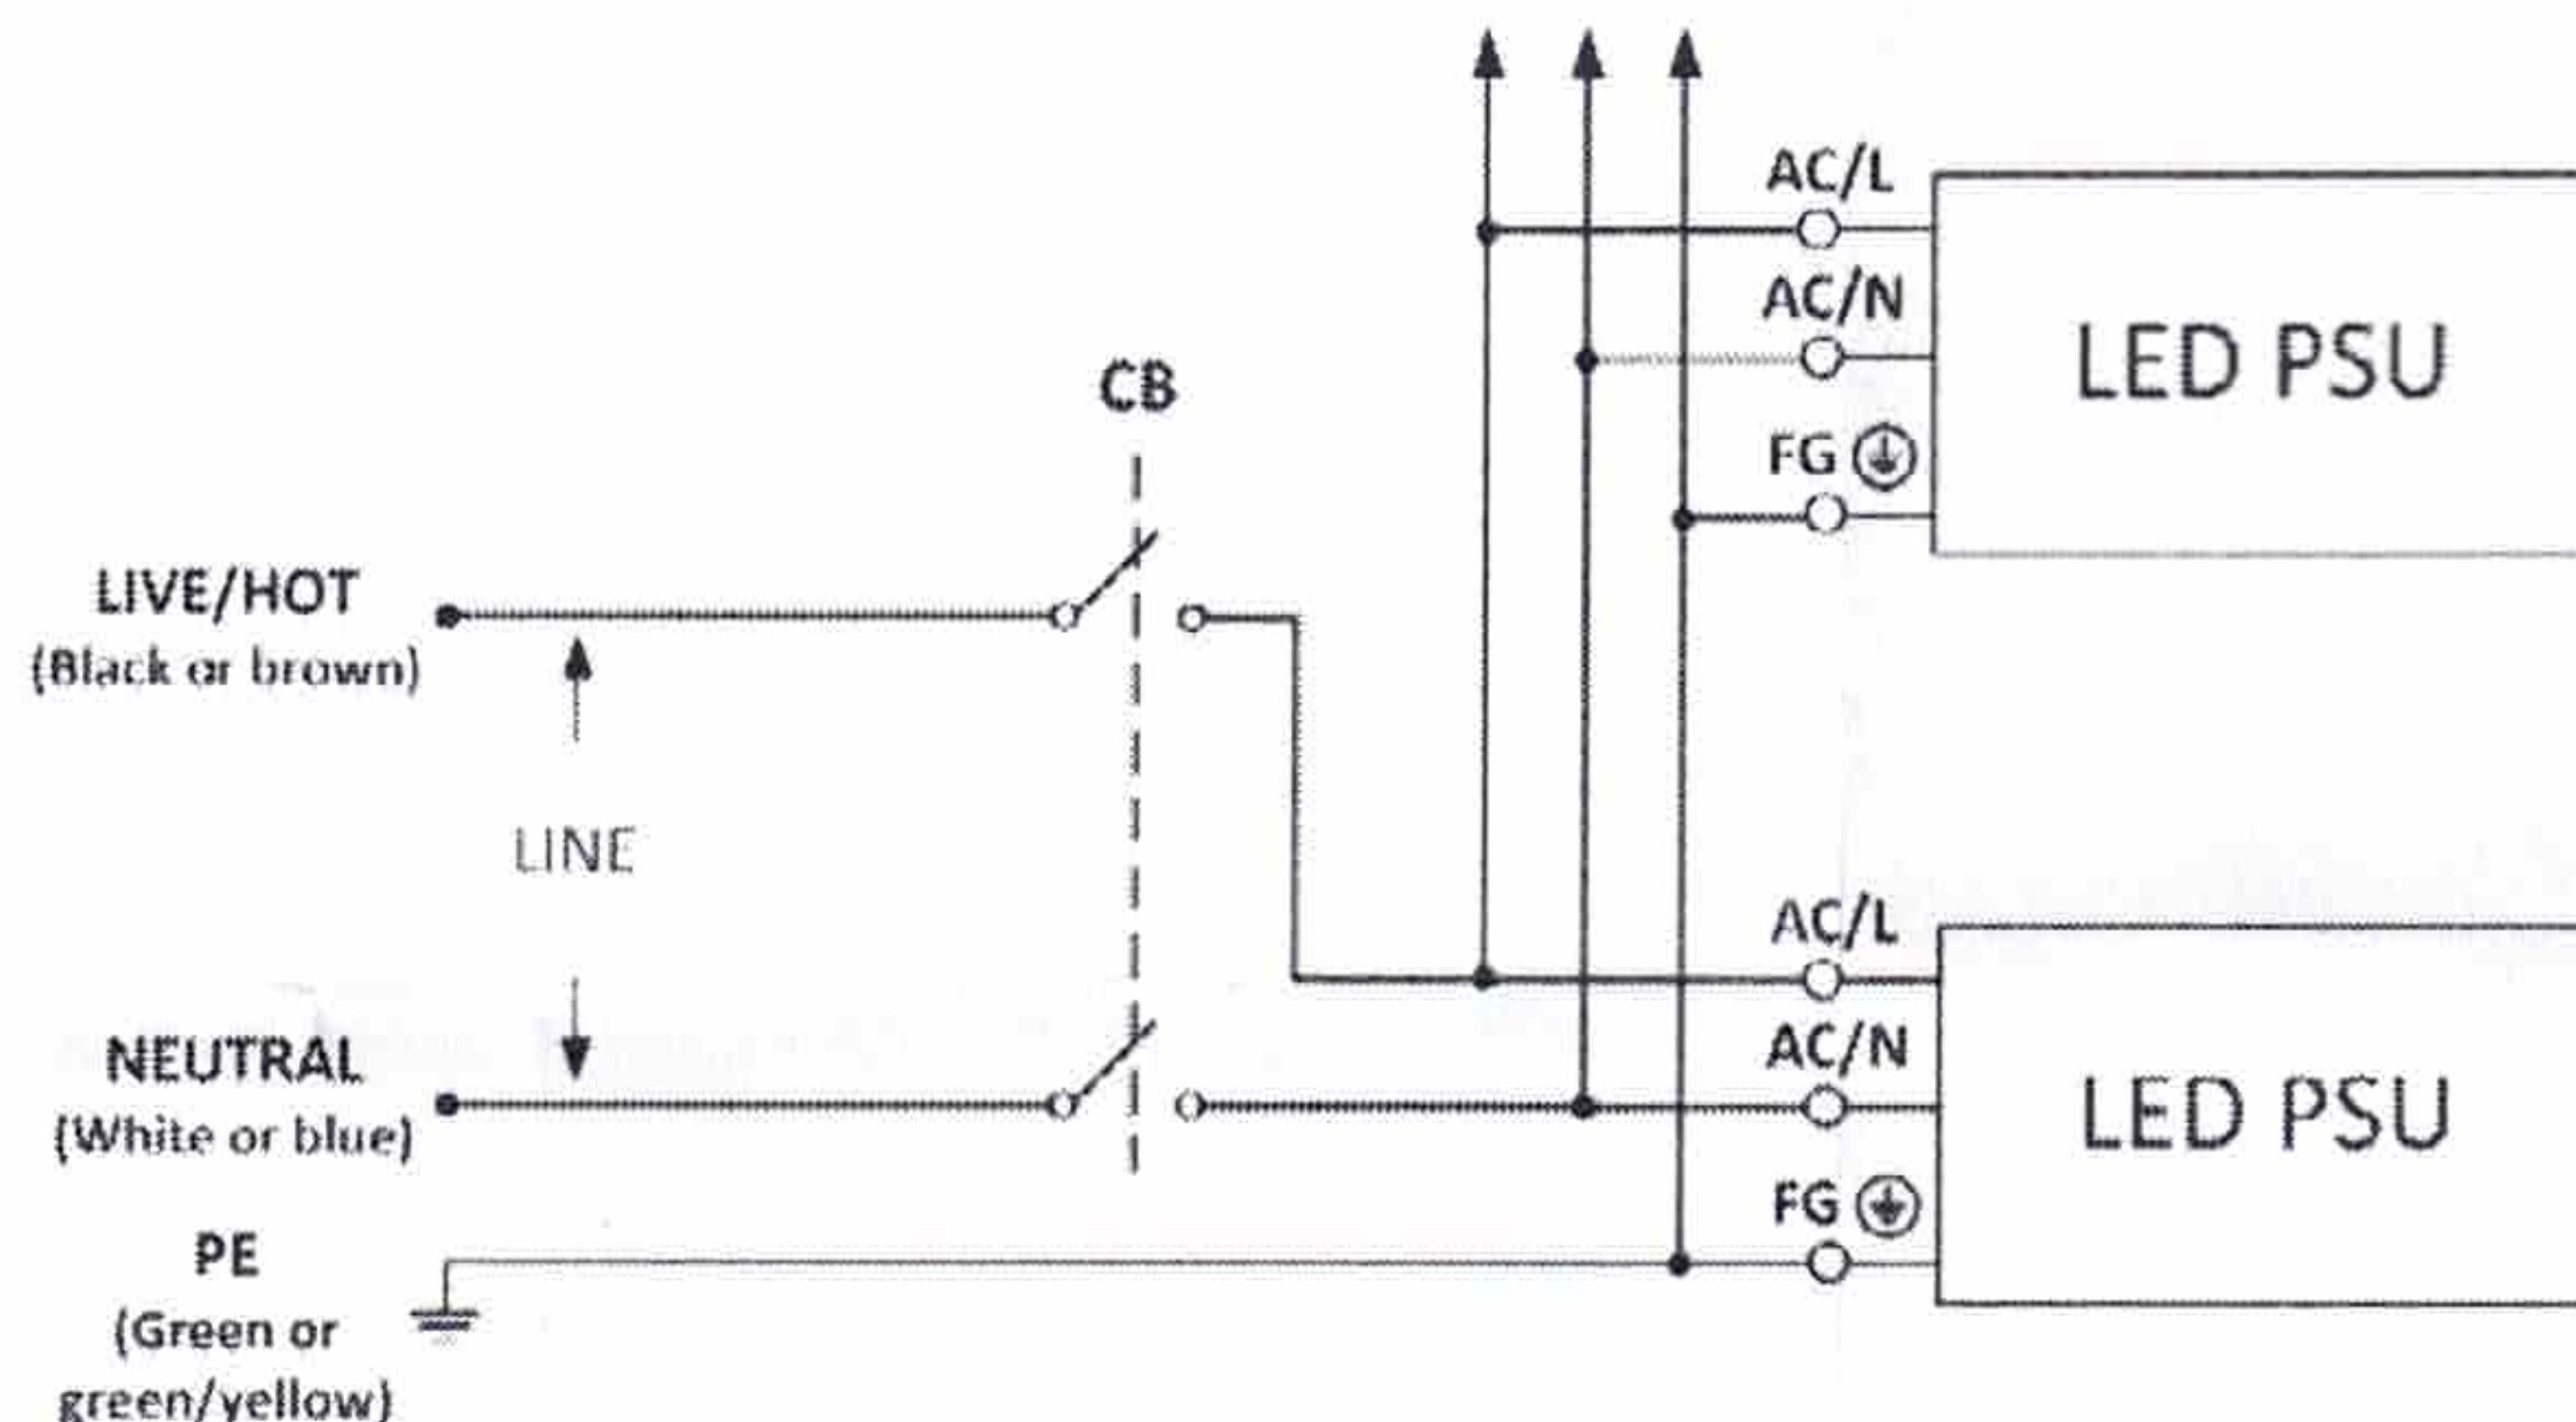 AC/L
AC/N
LED PSU
FG
CB
LIVE/HOT
(Black or brown)
LINE
AC/L
NEUTRAL
AC/N
(White or blue)
LED PSU
FG
PE
(Green or
green/yellow)